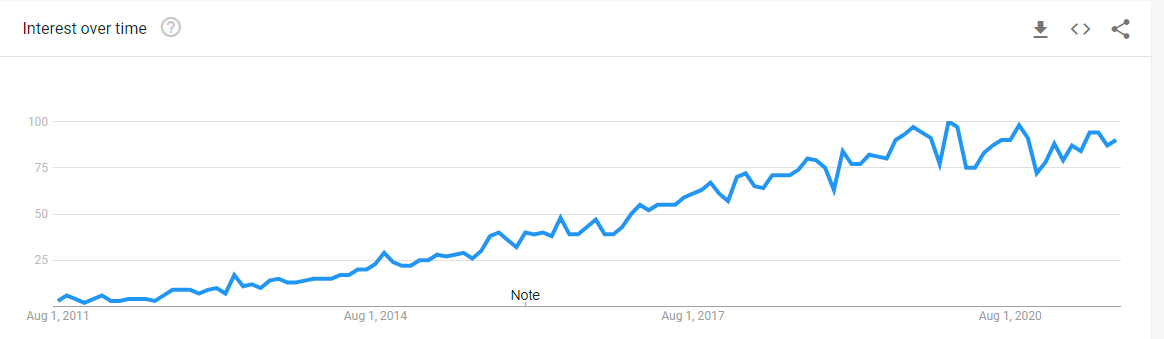 Interest over time
100
75
50
25
Note
Aug 1, 2011 Aug 1, 2014 Aug 1, 2017 Aug 1, 2020